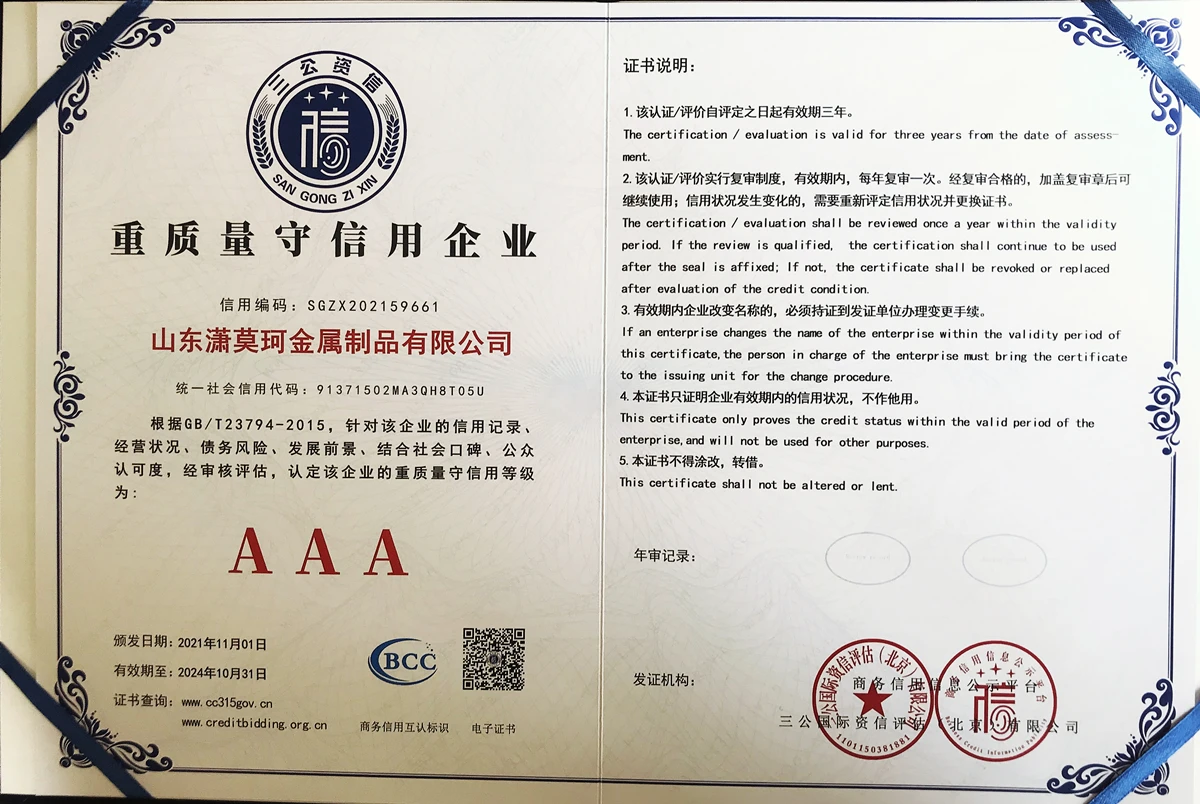 三公资信
SAN GONG ZI XIN
重质量守信用企业
信用编码：SGZX202159661
山东潇莫珂金属制品有限公司
统一社会信用代码：91371502MA3QH8T05U
根据GB/T23794-2015，针对该企业的信用记录、
经营状况、债务风险、发展前景、结合社会口碑、公众
认可度，经审核评估，认定该企业的重质量守信用等级
为：
AAA
颁发日期：2021年11月01日
有效期至：2024年10月31日
证书查询：www.cc315gov.cn
www.creditbidding.org.cn
BCC
商务信用互认标识
电子证书
证书说明：
1.该认证/评价自评定之日起有效期三年。
The certification / evaluation is valid for three years from the date of assess-
ment.
2.该认证/评价实行复审制度，有效期内，每年复审一次。经复审合格的，加盖复审章后可
继续使用；信用状况发生变化的，需要重新评定信用状况并更换证书。
The certification / evaluation shall be reviewed once a year within the validity
period. If the review is qualified, the certification shall continue to be used
after the seal is affixed; If not, the certificate shall be revoked or replaced
after evaluation of the credit condition.
3.有效期内企业改变名称的，必须持证到发证单位办理变更手续。
If an enterprise changes the name of the enterprise within the validity period of
this certificate,the person in charge of the enterprise must bring the certificate
to the issuing unit for the change procedure.
4.本证书只证明企业有效期内的信用状况，不作他用。
This certificate only proves the credit status within the valid period of the
enterprise,and will not be used for other purposes.
5.本证书不得涂改，转借。
This certificate shall not be altered or lent.
年审记录：
发证机构：
商务信用信息公示平台
三公国际资信评估（北京）有限公司
三公国际资信评估（北京）有限公司
1101150381881
商务信用信息公示平台